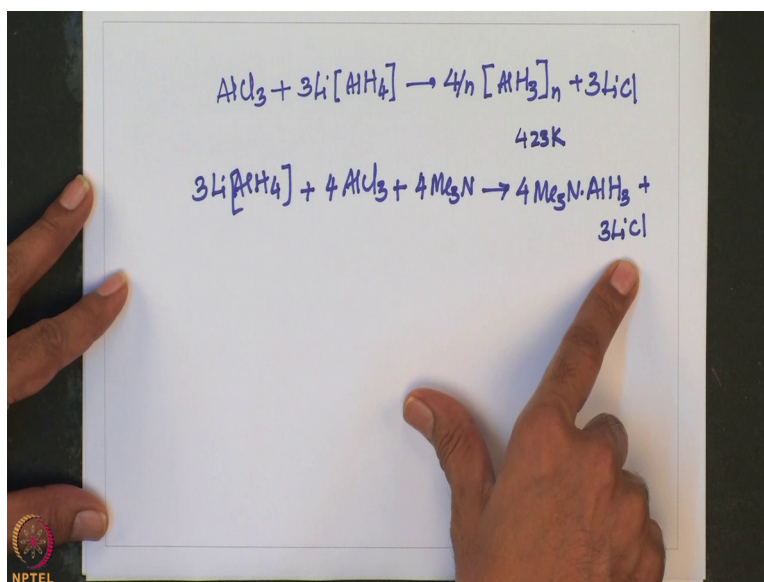 AlCl3 + 3Li[AlH4] → 4/n [AlH3]n + 3LiCl
423K
3Li[AlH4] + 4AlCl3 + 4Me3N → 4Me3N·AlH3 +
3LiCl
NPTEL